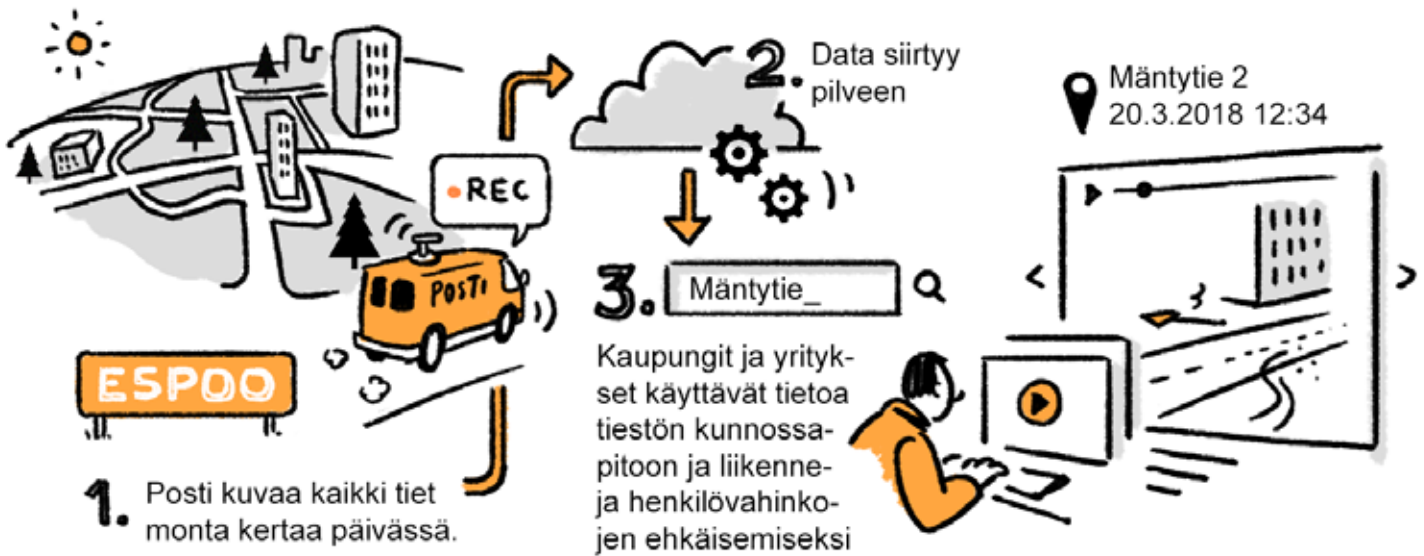 REC
POSTI
ESPOO
1. Posti kuvaa kaikki tiet
monta kertaa päivässä.
2. Data siirtyy
pilveen
3. Mäntytie_
Kaupungit ja yrityk-
set käyttävät tietoa
tiestön kunnossa-
pitoon ja liikenne-
ja henkilövahinko-
jen ehkäisemiseksi
Mäntytie 2
20.3.2018 12:34